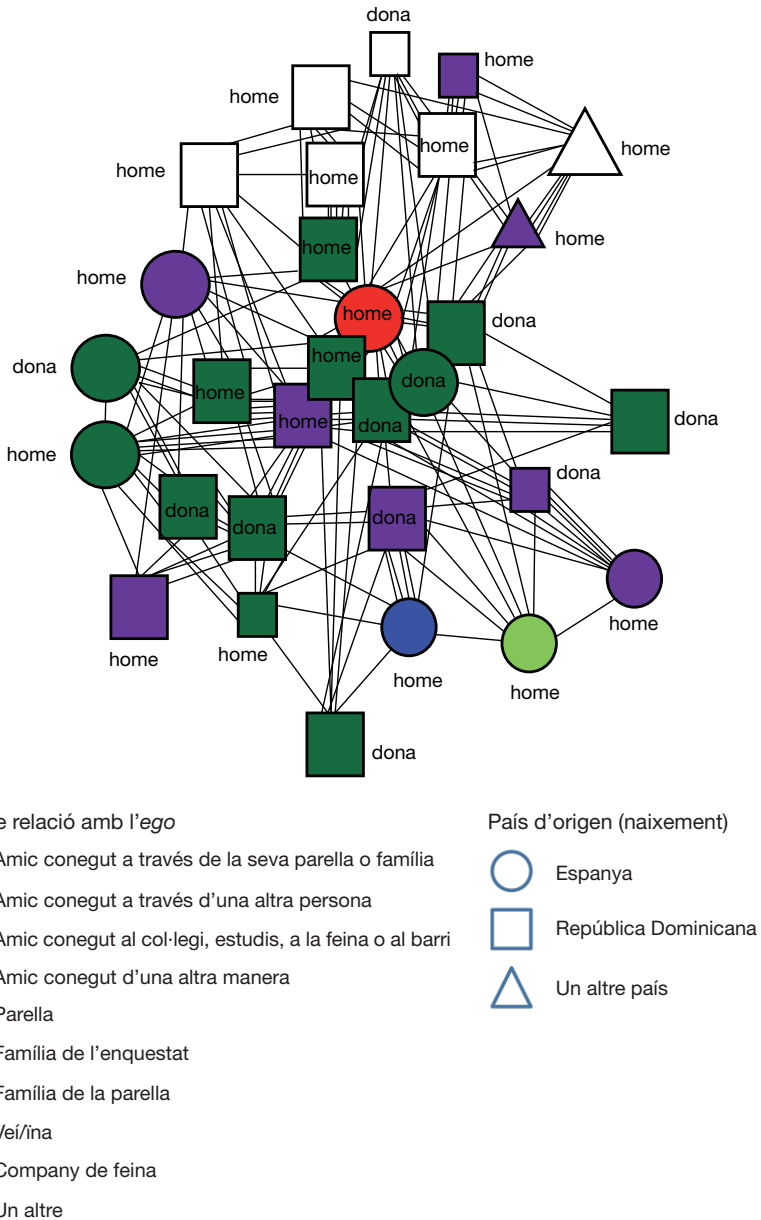 dona
home
home
home
home
home
home
home
home
home
home
home
dona
home
dona
dona
home
dona
home
dona
home
dona
dona
dona
dona
home
home
home
home
home
dona
e relació amb l'ego
Amic conegut a través de la seva parella o família
Amic conegut a través d'una altra persona
Amic conegut al col·legi, estudis, a la feina o al barri
Amic conegut d'una altra manera
Parella
Família de l'enquestat
Família de la parella
Veí/ïna
Company de feina
Un altre
País d'origen (naixement)
Espanya
República Dominicana
Un altre país